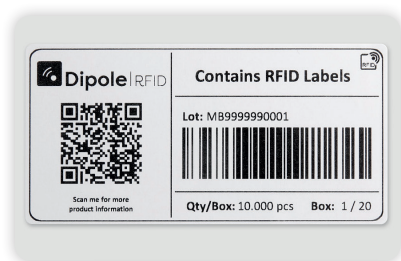 Dipole|RFID
Scan me for more
product information
Contains RFID Labels
RFID
Lot: MB9999990001
Qty/Box: 10.000 pcs Box: 1 / 20